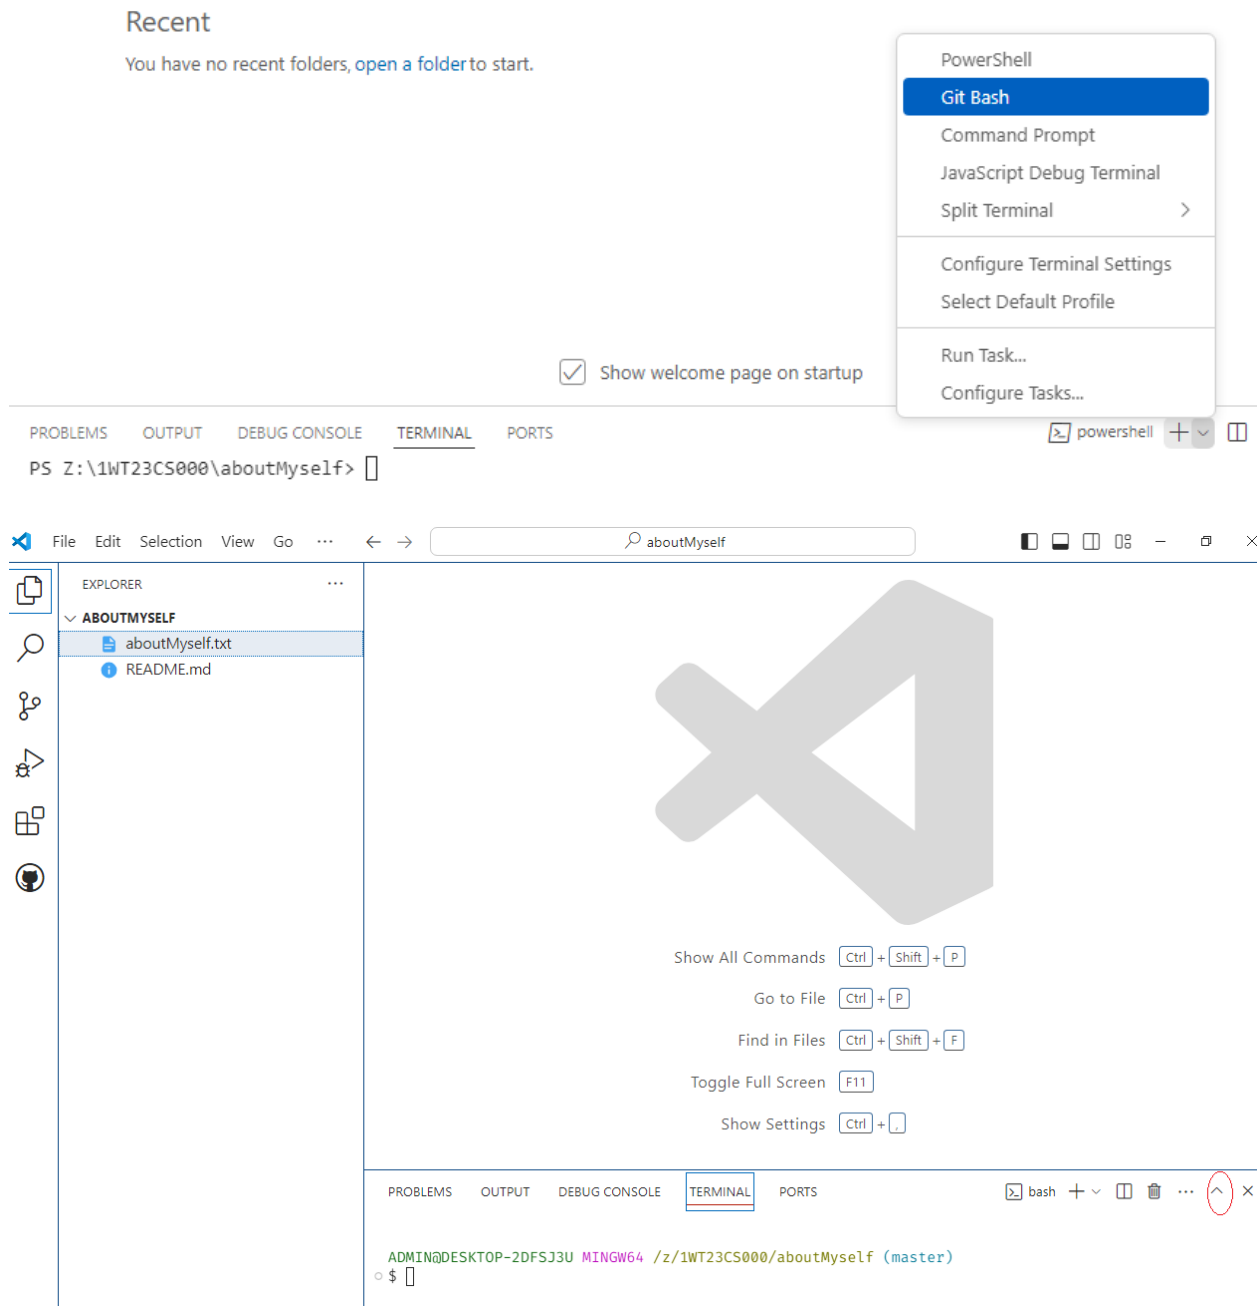 Recent
You have no recent folders, open a folder to start.
PowerShell
Git Bash
Command Prompt
JavaScript Debug Terminal
Split Terminal
Configure Terminal Settings
Select Default Profile
Run Task...
Configure Tasks...
Show welcome page on startup
PROBLEMS OUTPUT DEBUG CONSOLE TERMINAL PORTS powershell
PS Z:\1WT23CS000\aboutMyself>
File Edit Selection View Go ... aboutMyself
EXPLORER ...
ABOUTMYSELF
aboutMyself.txt
README.md
Show All Commands Ctrl + Shift + P
Go to File Ctrl + P
Find in Files Ctrl + Shift + F
Toggle Full Screen F11
Show Settings Ctrl + ,
PROBLEMS OUTPUT DEBUG CONSOLE TERMINAL PORTS bash ...
ADMIN@DESKTOP-2DFSJ3U MINGW64 /z/1WT23CS000/aboutMyself (master)
$